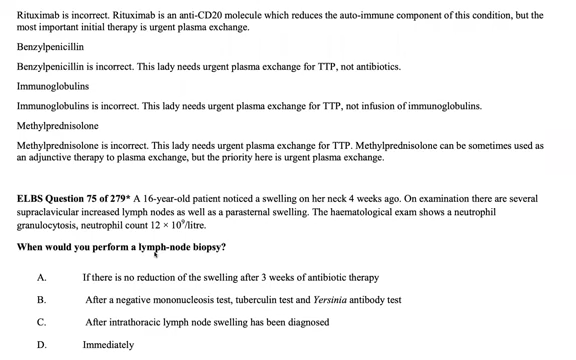 Rituximab is incorrect. Rituximab is an anti-CD20 molecule which reduces the auto-immune component of this condition, but the
most important initial therapy is urgent plasma exchange.
Benzylpenicillin
Benzylpenicillin is incorrect. This lady needs urgent plasma exchange for TTP, not antibiotics.
Immunoglobulins
Immunoglobulins is incorrect. This lady needs urgent plasma exchange for TTP, not infusion of immunoglobulins.
Methylprednisolone
Methylprednisolone is incorrect. This lady needs urgent plasma exchange for TTP. Methylprednisolone can be sometimes used as
an adjunctive therapy to plasma exchange, but the priority here is urgent plasma exchange.
ELBS Question 75 of 279* A 16-year-old patient noticed a swelling on her neck 4 weeks ago. On examination there are several
supraclavicular increased lymph nodes as well as a parasternal swelling. The haematological exam shows a neutrophil
granulocytosis, neutrophil count 12 × 10⁹/litre.
When would you perform a lymph-node biopsy?
A. If there is no reduction of the swelling after 3 weeks of antibiotic therapy
B. After a negative mononucleosis test, tuberculin test and Yersinia antibody test
C. After intrathoracic lymph node swelling has been diagnosed
D. Immediately